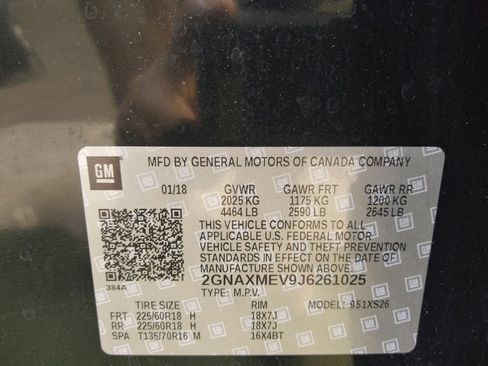 GM
MFD BY GENERAL MOTORS OF CANADA COMPANY
01/18 GVWR GAWR FRT GAWR RR
2025 KG 1175 KG 1200 KG
4464 LB 2590 LB 2645 LB
THIS VEHICLE CONFORMS TO ALL
APPLICABLE U.S. FEDERAL MOTOR
VEHICLE SAFETY AND THEFT PREVENTION
STANDARDS IN EFFECT ON THE DATE OF
MANUFACTURE SHOWN ABOVE.
384A 2GNAXMEV9J6261025
TYPE: M.P.V.
TIRE SIZE RIM MODEL: 951XS26
FRT 225/60R18 H 18X7J
RR 225/60R18 H 18X7J
SPA T135/70R16 M 16X4BT